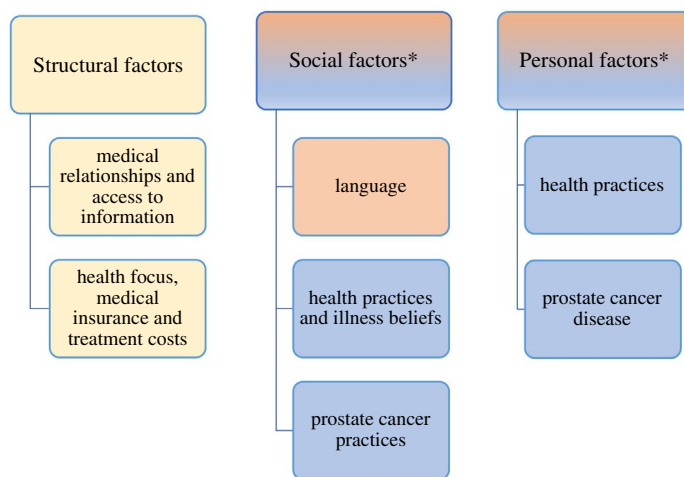 Structural factors
medical
relationships and
access to
information
health focus,
medical
insurance and
treatment costs
Social factors*
language
health practices
and illness beliefs
prostate cancer
practices
Personal factors*
health practices
prostate cancer
disease